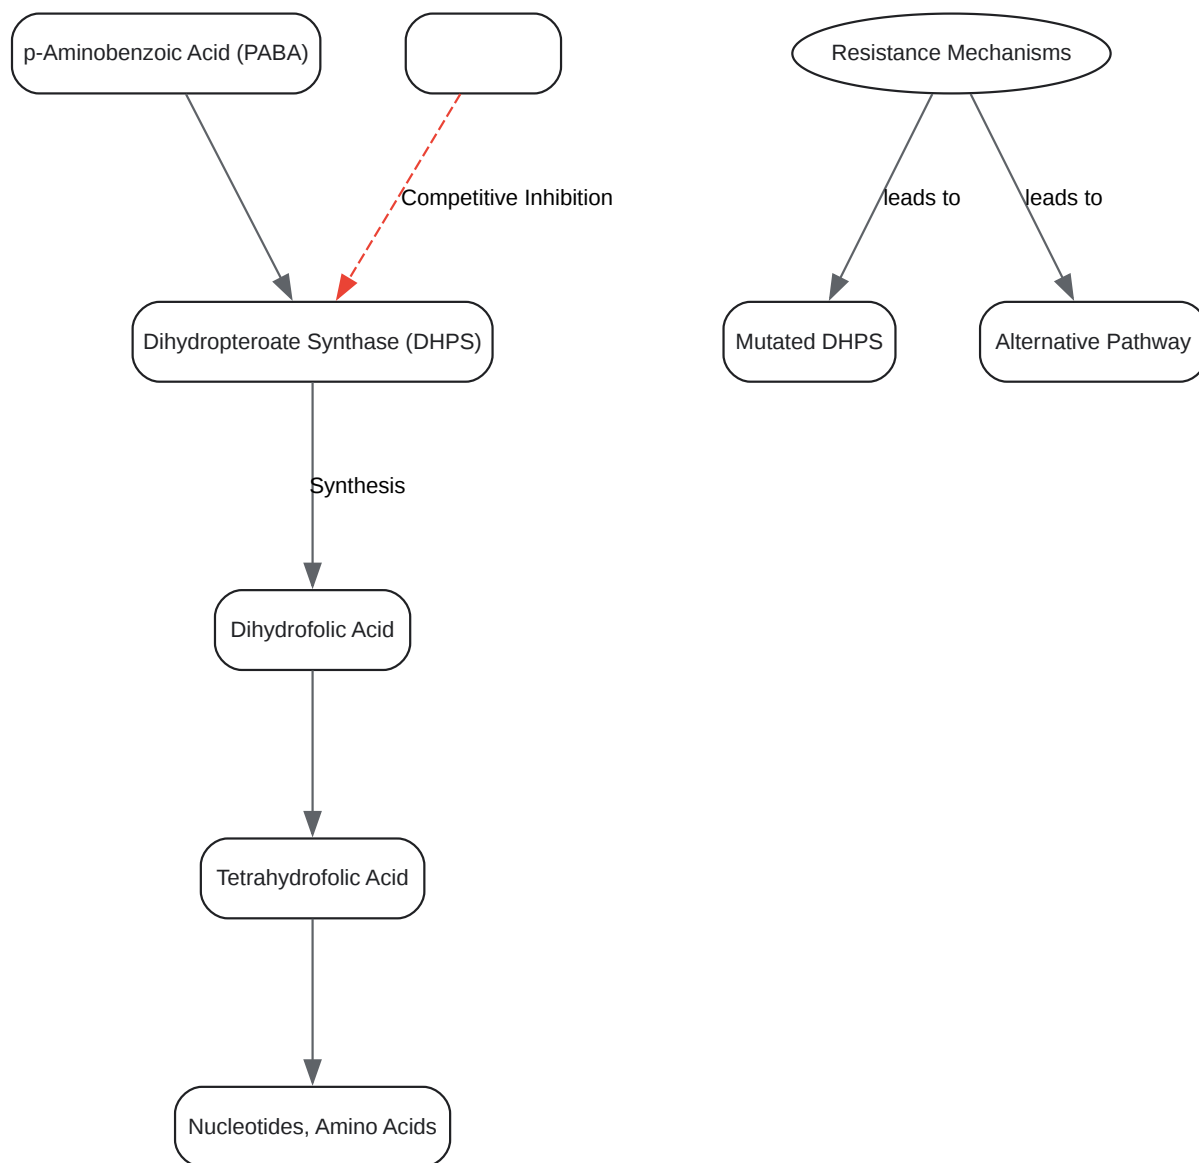 p-Aminobenzoic Acid (PABA)
Resistance Mechanisms
Competitive Inhibition
leads to
leads to
Dihydropteroate Synthase (DHPS)
Mutated DHPS
Alternative Pathway
Synthesis
Dihydrofolic Acid
Tetrahydrofolic Acid
Nucleotides, Amino Acids